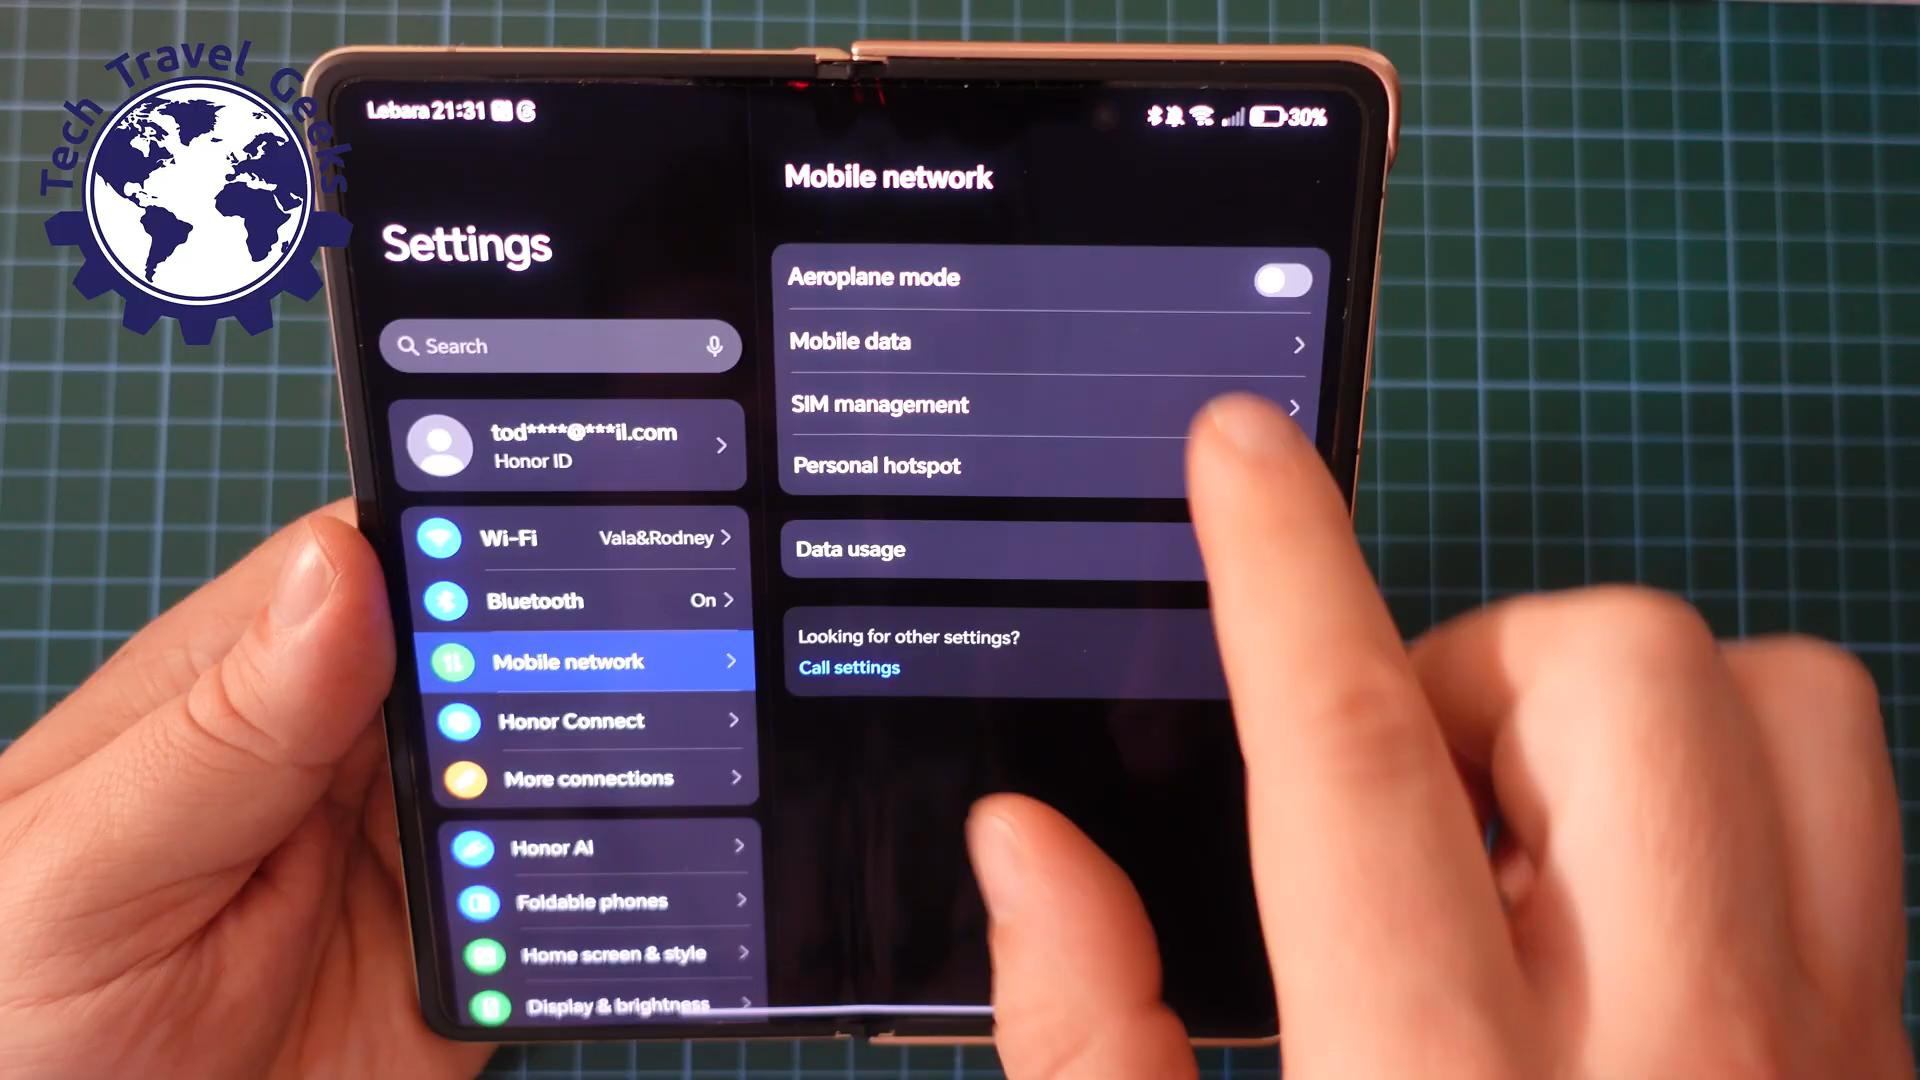 Tech Travel Geeks
Lebara 21:31
30%
Settings
Search
tod****@***il.com
Honor ID
Wi-Fi
Vala&Rodney
Bluetooth
On
Mobile network
Honor Connect
More connections
Honor AI
Foldable phones
Home screen & style
Display & brightness
Mobile network
Aeroplane mode
Mobile data
SIM management
Personal hotspot
Data usage
Looking for other settings?
Call settings